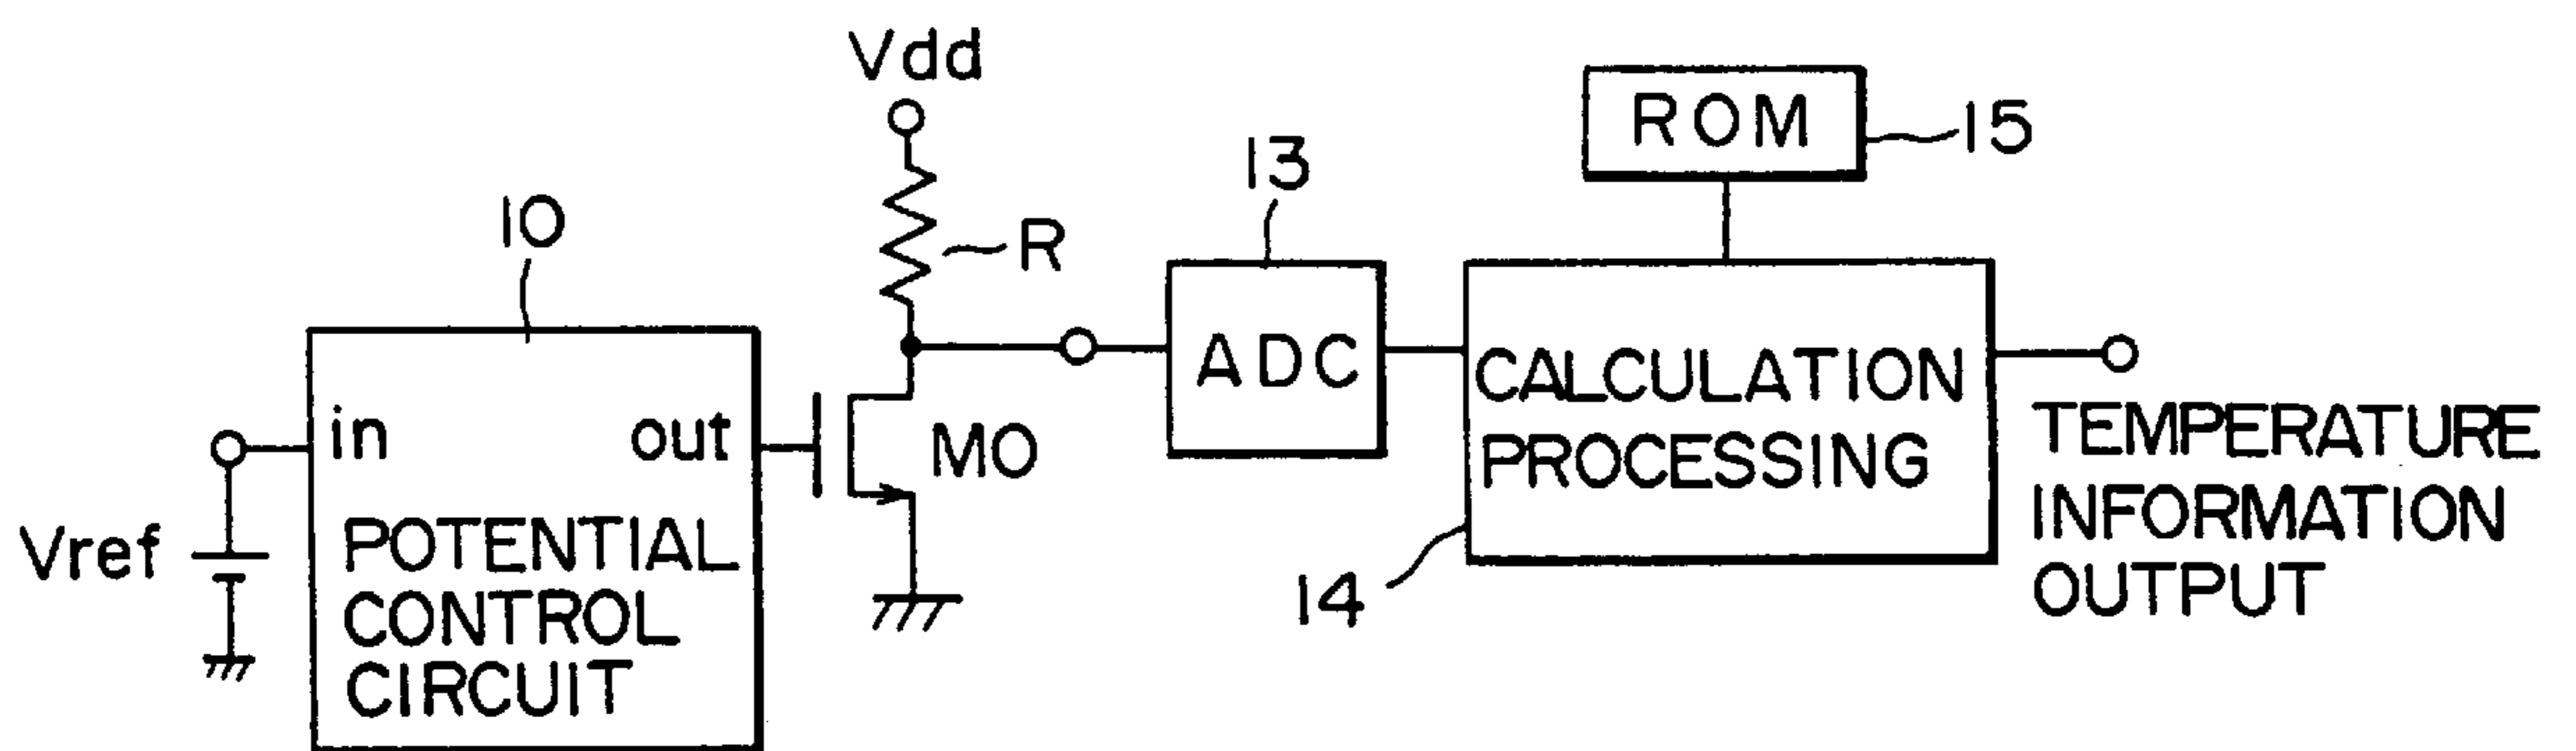 Vdd
ROM
15
13
10
R
ADC
CALCULATION
PROCESSING
in
out
MO
TEMPERATURE
INFORMATION
OUTPUT
Vref
POTENTIAL
CONTROL
CIRCUIT
14